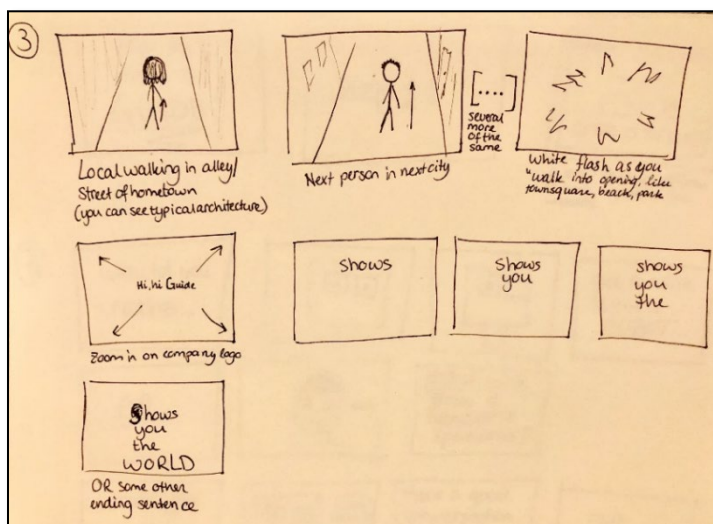 3
Local walking in alley/
Street of hometown
(you can see typical architecture)
Next person in next city
[....]
several
more
of the
same
white flash as you
"walk into opening, like
townsquare, beach, park
Hi,hi Guide
Zoom in on company logo
shows
Shows
you
shows
you
the
Shows
you
the
WORLD
OR some other
ending sentence